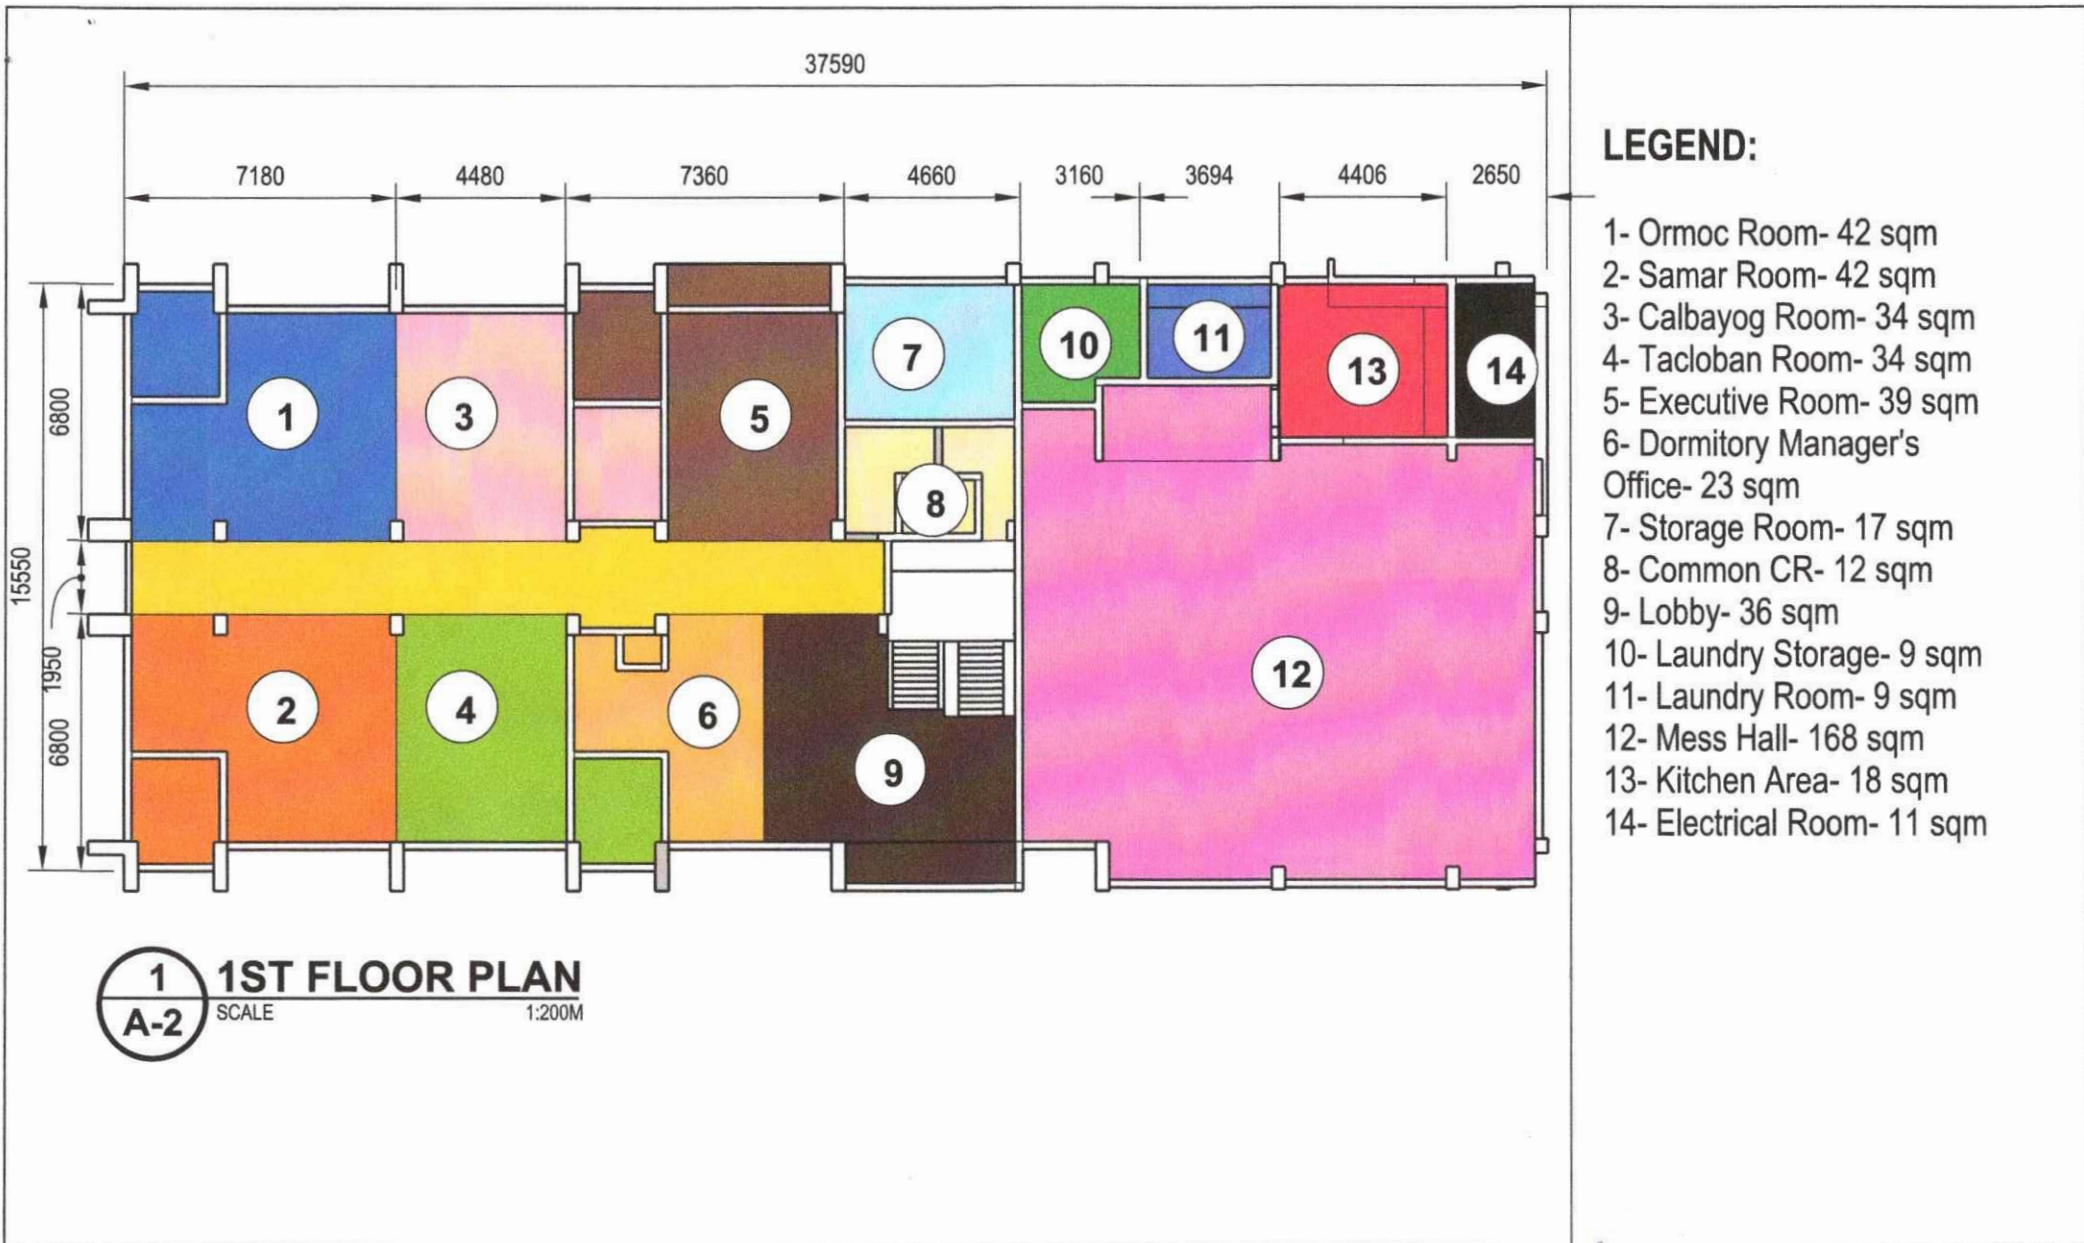 37590
7180 4480 7360 4660 3160 3694 4406 2650
15550
6800
1950
6800
1
2
3
4
5
6
7
8
9
10
11
12
13
14
1
A-2
1ST FLOOR PLAN
SCALE 1:200M
LEGEND:
1- Ormoc Room- 42 sqm
2- Samar Room- 42 sqm
3- Calbayog Room- 34 sqm
4- Tacloban Room- 34 sqm
5- Executive Room- 39 sqm
6- Dormitory Manager's
Office- 23 sqm
7- Storage Room- 17 sqm
8- Common CR- 12 sqm
9- Lobby- 36 sqm
10- Laundry Storage- 9 sqm
11- Laundry Room- 9 sqm
12- Mess Hall- 168 sqm
13- Kitchen Area- 18 sqm
14- Electrical Room- 11 sqm